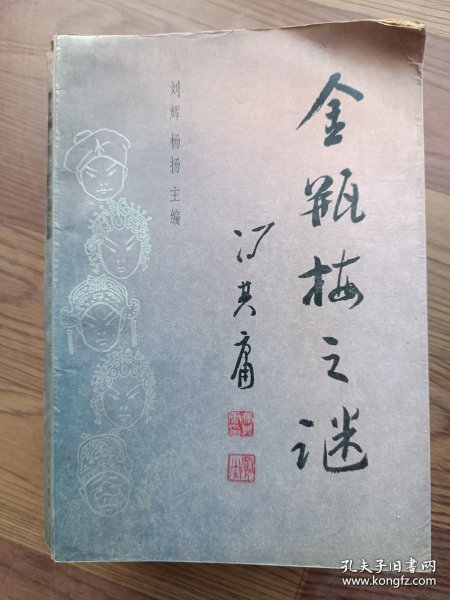 金瓶梅之谜
冯其庸
刘辉 杨扬 主编
孔夫子旧书网
www.kongfz.com